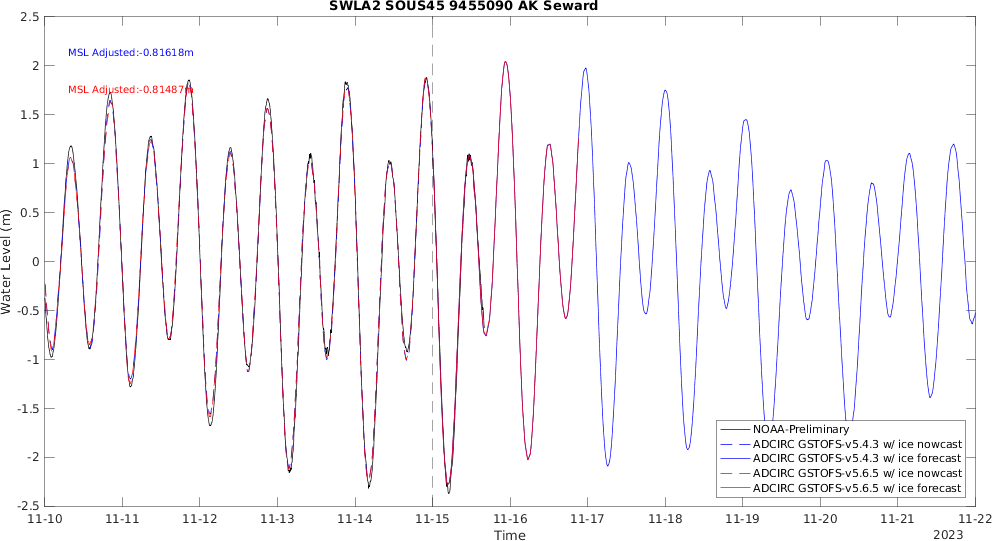 SWLA2 SOUS45 9455090 AK Seward
MSL Adjusted:-0.81618m
MSL Adjusted:-0.81487m
Water Level (m)
2.5
2
1.5
1
0.5
0
-0.5
-1
-1.5
-2
-2.5
NOAA-Preliminary
ADCIRC GSTOFS-v5.4.3 w/ ice nowcast
ADCIRC GSTOFS-v5.4.3 w/ ice forecast
ADCIRC GSTOFS-v5.6.5 w/ ice nowcast
ADCIRC GSTOFS-v5.6.5 w/ ice forecast
11-10 11-11 11-12 11-13 11-14 11-15 11-16 11-17 11-18 11-19 11-20 11-21 11-22
Time
2023